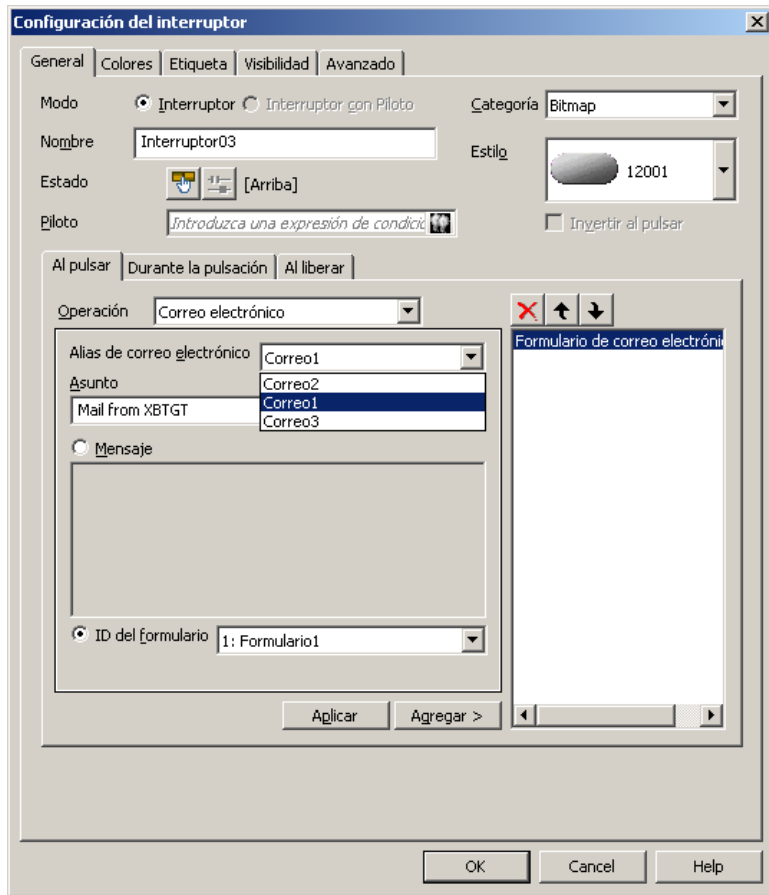 Configuración del interruptor
General Colores Etiqueta Visibilidad Avanzado
Modo Interruptor Interruptor con Piloto Categoría Bitmap
Nombre Interruptor03
Estilo 12001
Estado [Arriba]
Piloto Introduzca una expresión de condicic Invertir al pulsar
Al pulsar Durante la pulsación Al liberar
Operación Correo electrónico
Formulario de correo electróni
Alias de correo electrónico Correo1
Asunto Correo2
Mail from XBTGT Correo1
Correo3
Mensaje
ID del formulario 1: Formulario1
Aplicar Agregar >
OK Cancel Help